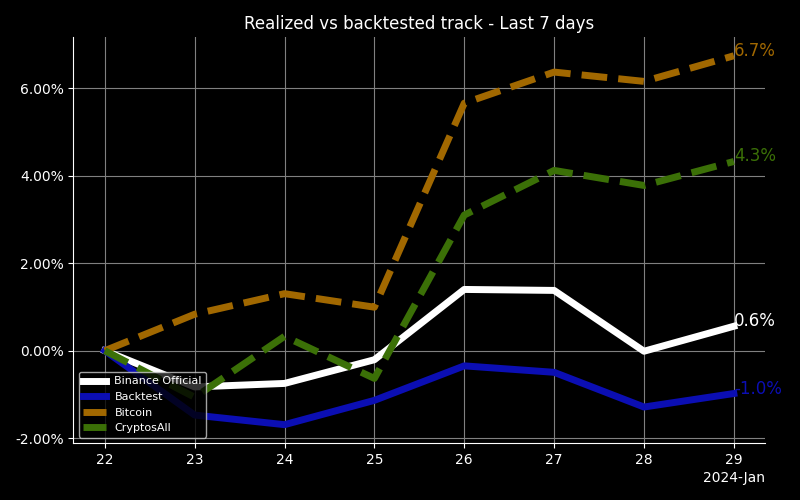 Realized vs backtested track - Last 7 days
6.7%
6.00%
4.3%
4.00%
2.00%
0.6%
0.00%
Binance Official
-1.0%
Backtest
Bitcoin
CryptosAll
-2.00%
22 23 24 25 26 27 28 29
2024-Jan